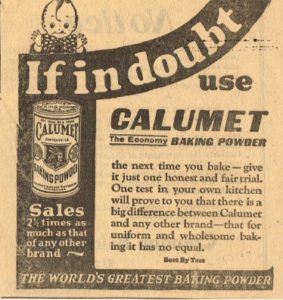 If in doubt
use
CALUMET
The Economy BAKING POWDER
CALUMET
BAKING POWDER
Sales
2½ times as
much as that
of any other
brand
the next time you bake — give
it just one honest and fair trial.
One test in your own kitchen
will prove to you that there is a
big difference between Calumet
and any other brand—that for
uniform and wholesome bak-
ing it has no equal.
Best By Test
THE WORLD'S GREATEST BAKING POWDER